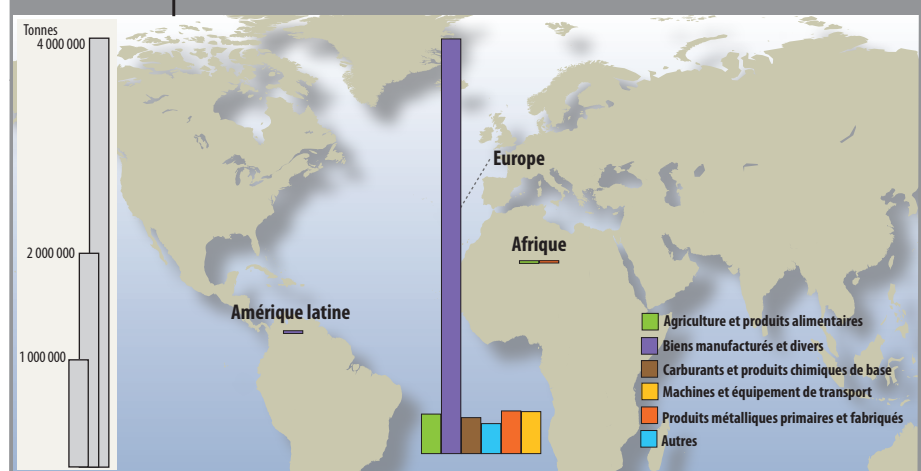 Tonnes
4 000 000
2 000 000
1 000 000
Europe
Afrique
Amérique latine
Agriculture et produits alimentaires
Biens manufacturés et divers
Carburants et produits chimiques de base
Machines et équipement de transport
Produits métalliques primaires et fabriqués
Autres